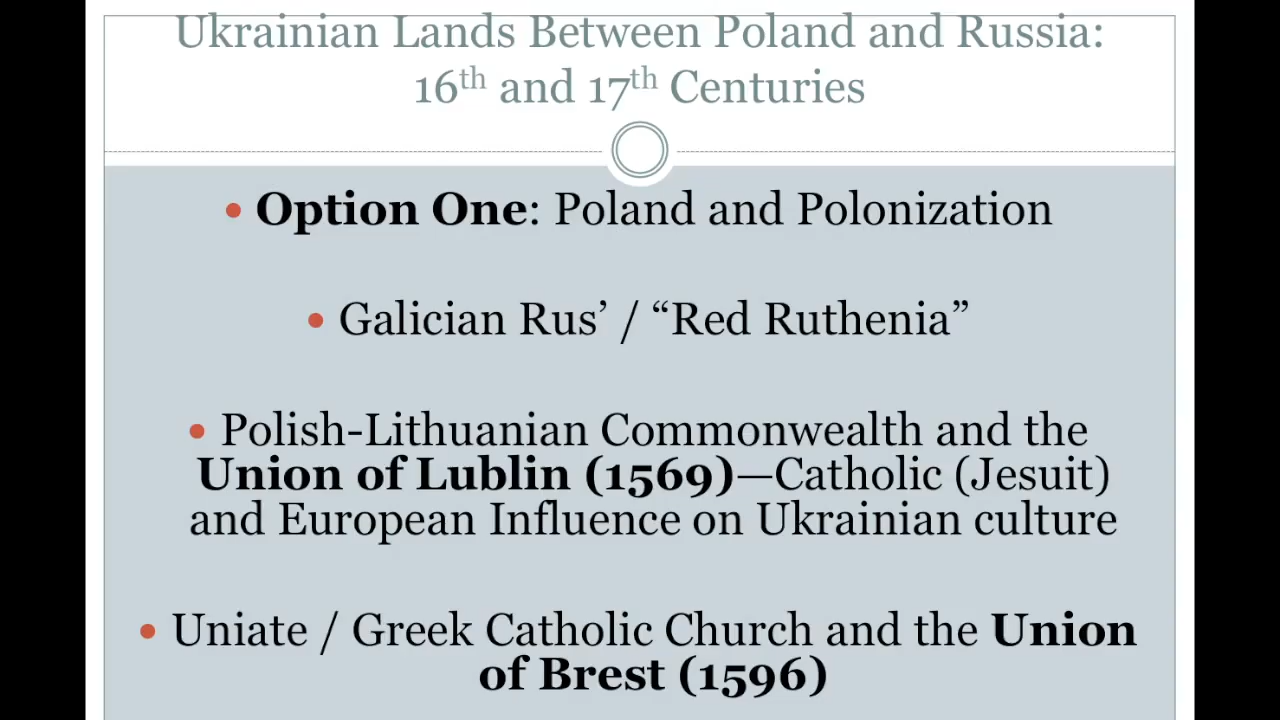 Ukrainian Lands Between Poland and Russia:
16th and 17th Centuries
• Option One: Poland and Polonization
• Galician Rus’ / “Red Ruthenia”
• Polish-Lithuanian Commonwealth and the
Union of Lublin (1569)—Catholic (Jesuit)
and European Influence on Ukrainian culture
• Uniate / Greek Catholic Church and the Union
of Brest (1596)